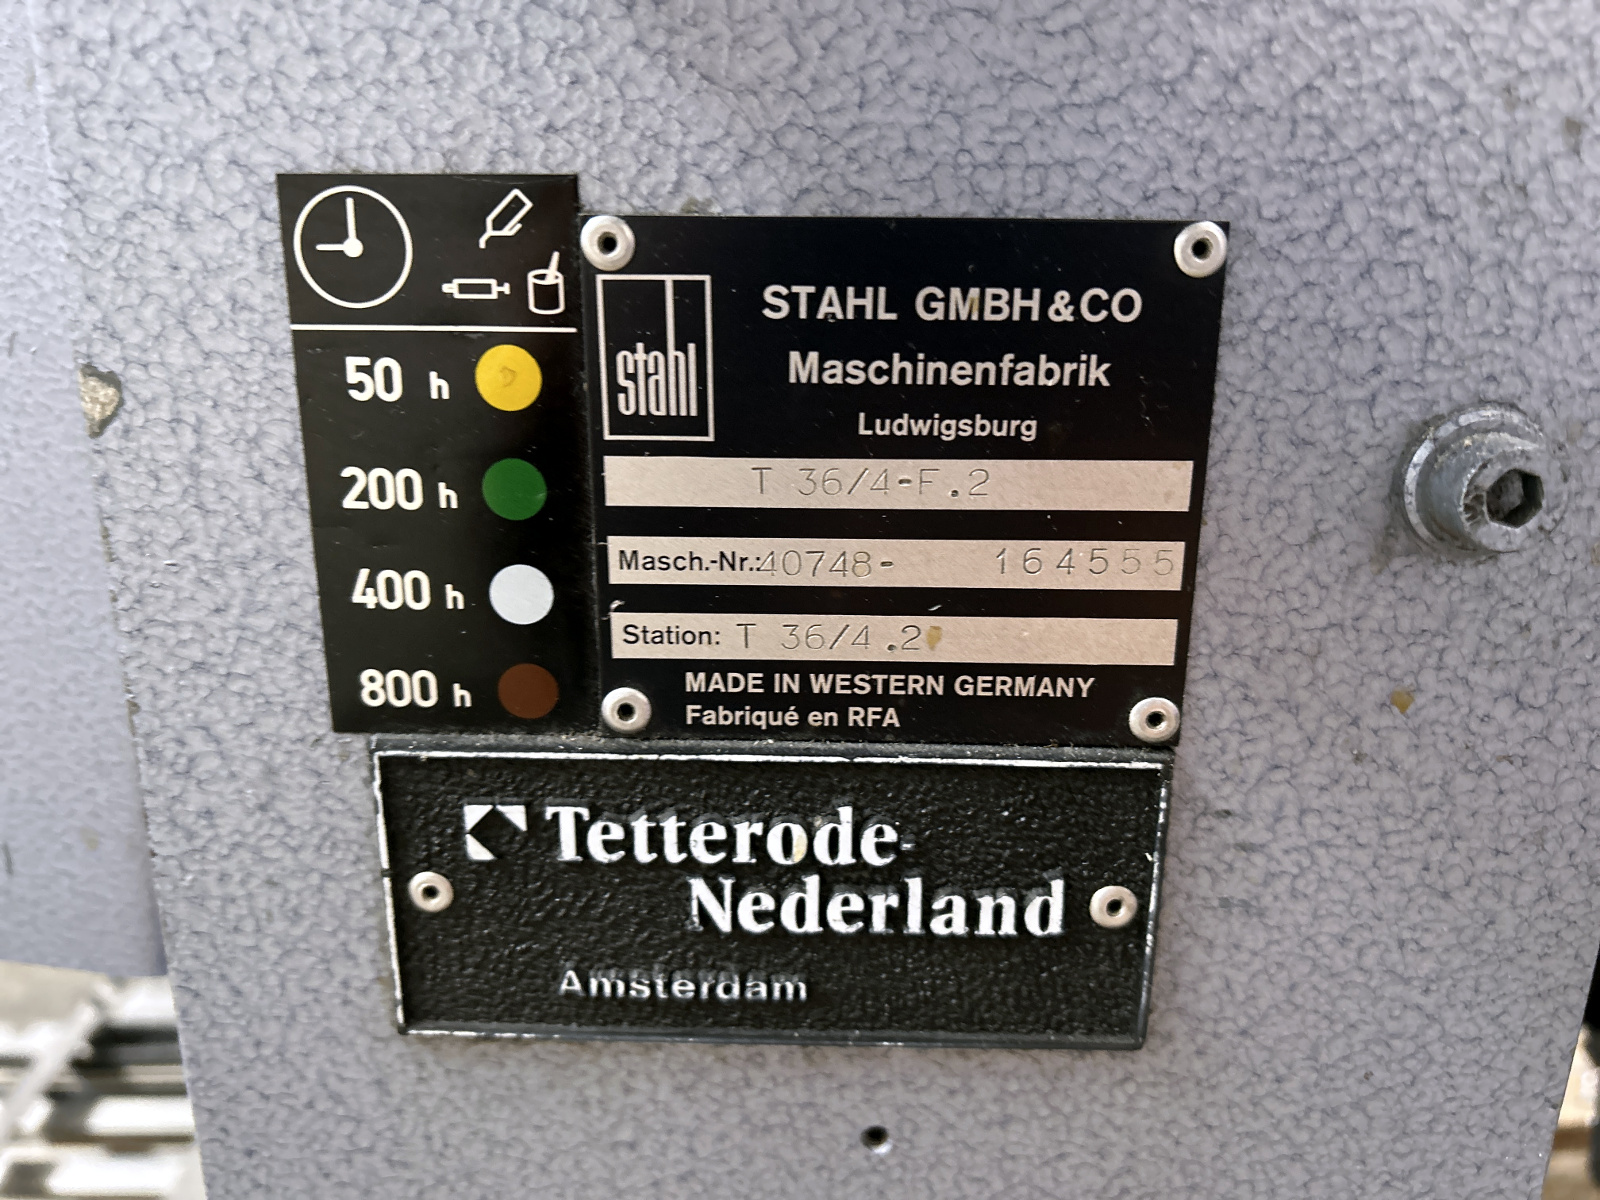 50 h
200 h
400 h
800 h
stahl
STAHL GMBH & CO
Maschinenfabrik
Ludwigsburg
T 36/4-F.2
Masch.-Nr.:40748- 164555
Station: T 36/4.2
MADE IN WESTERN GERMANY
Fabriqué en RFA
Tetterode-
Nederland
Amsterdam